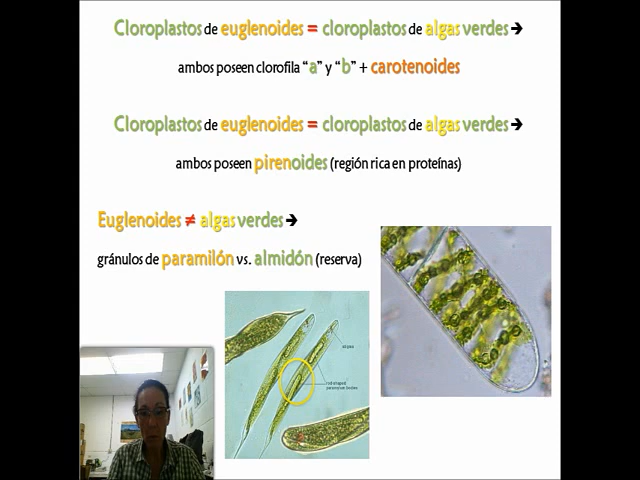 Cloroplastos de euglenoides = cloroplastos de algas verdes →
ambos poseen clorofila “a” y “b” + carotenoides
Cloroplastos de euglenoides = cloroplastos de algas verdes →
ambos poseen pirenoides (región rica en proteínas)
Euglenoides ≠ algas verdes →
gránulos de paramilón vs. almidón (reserva)